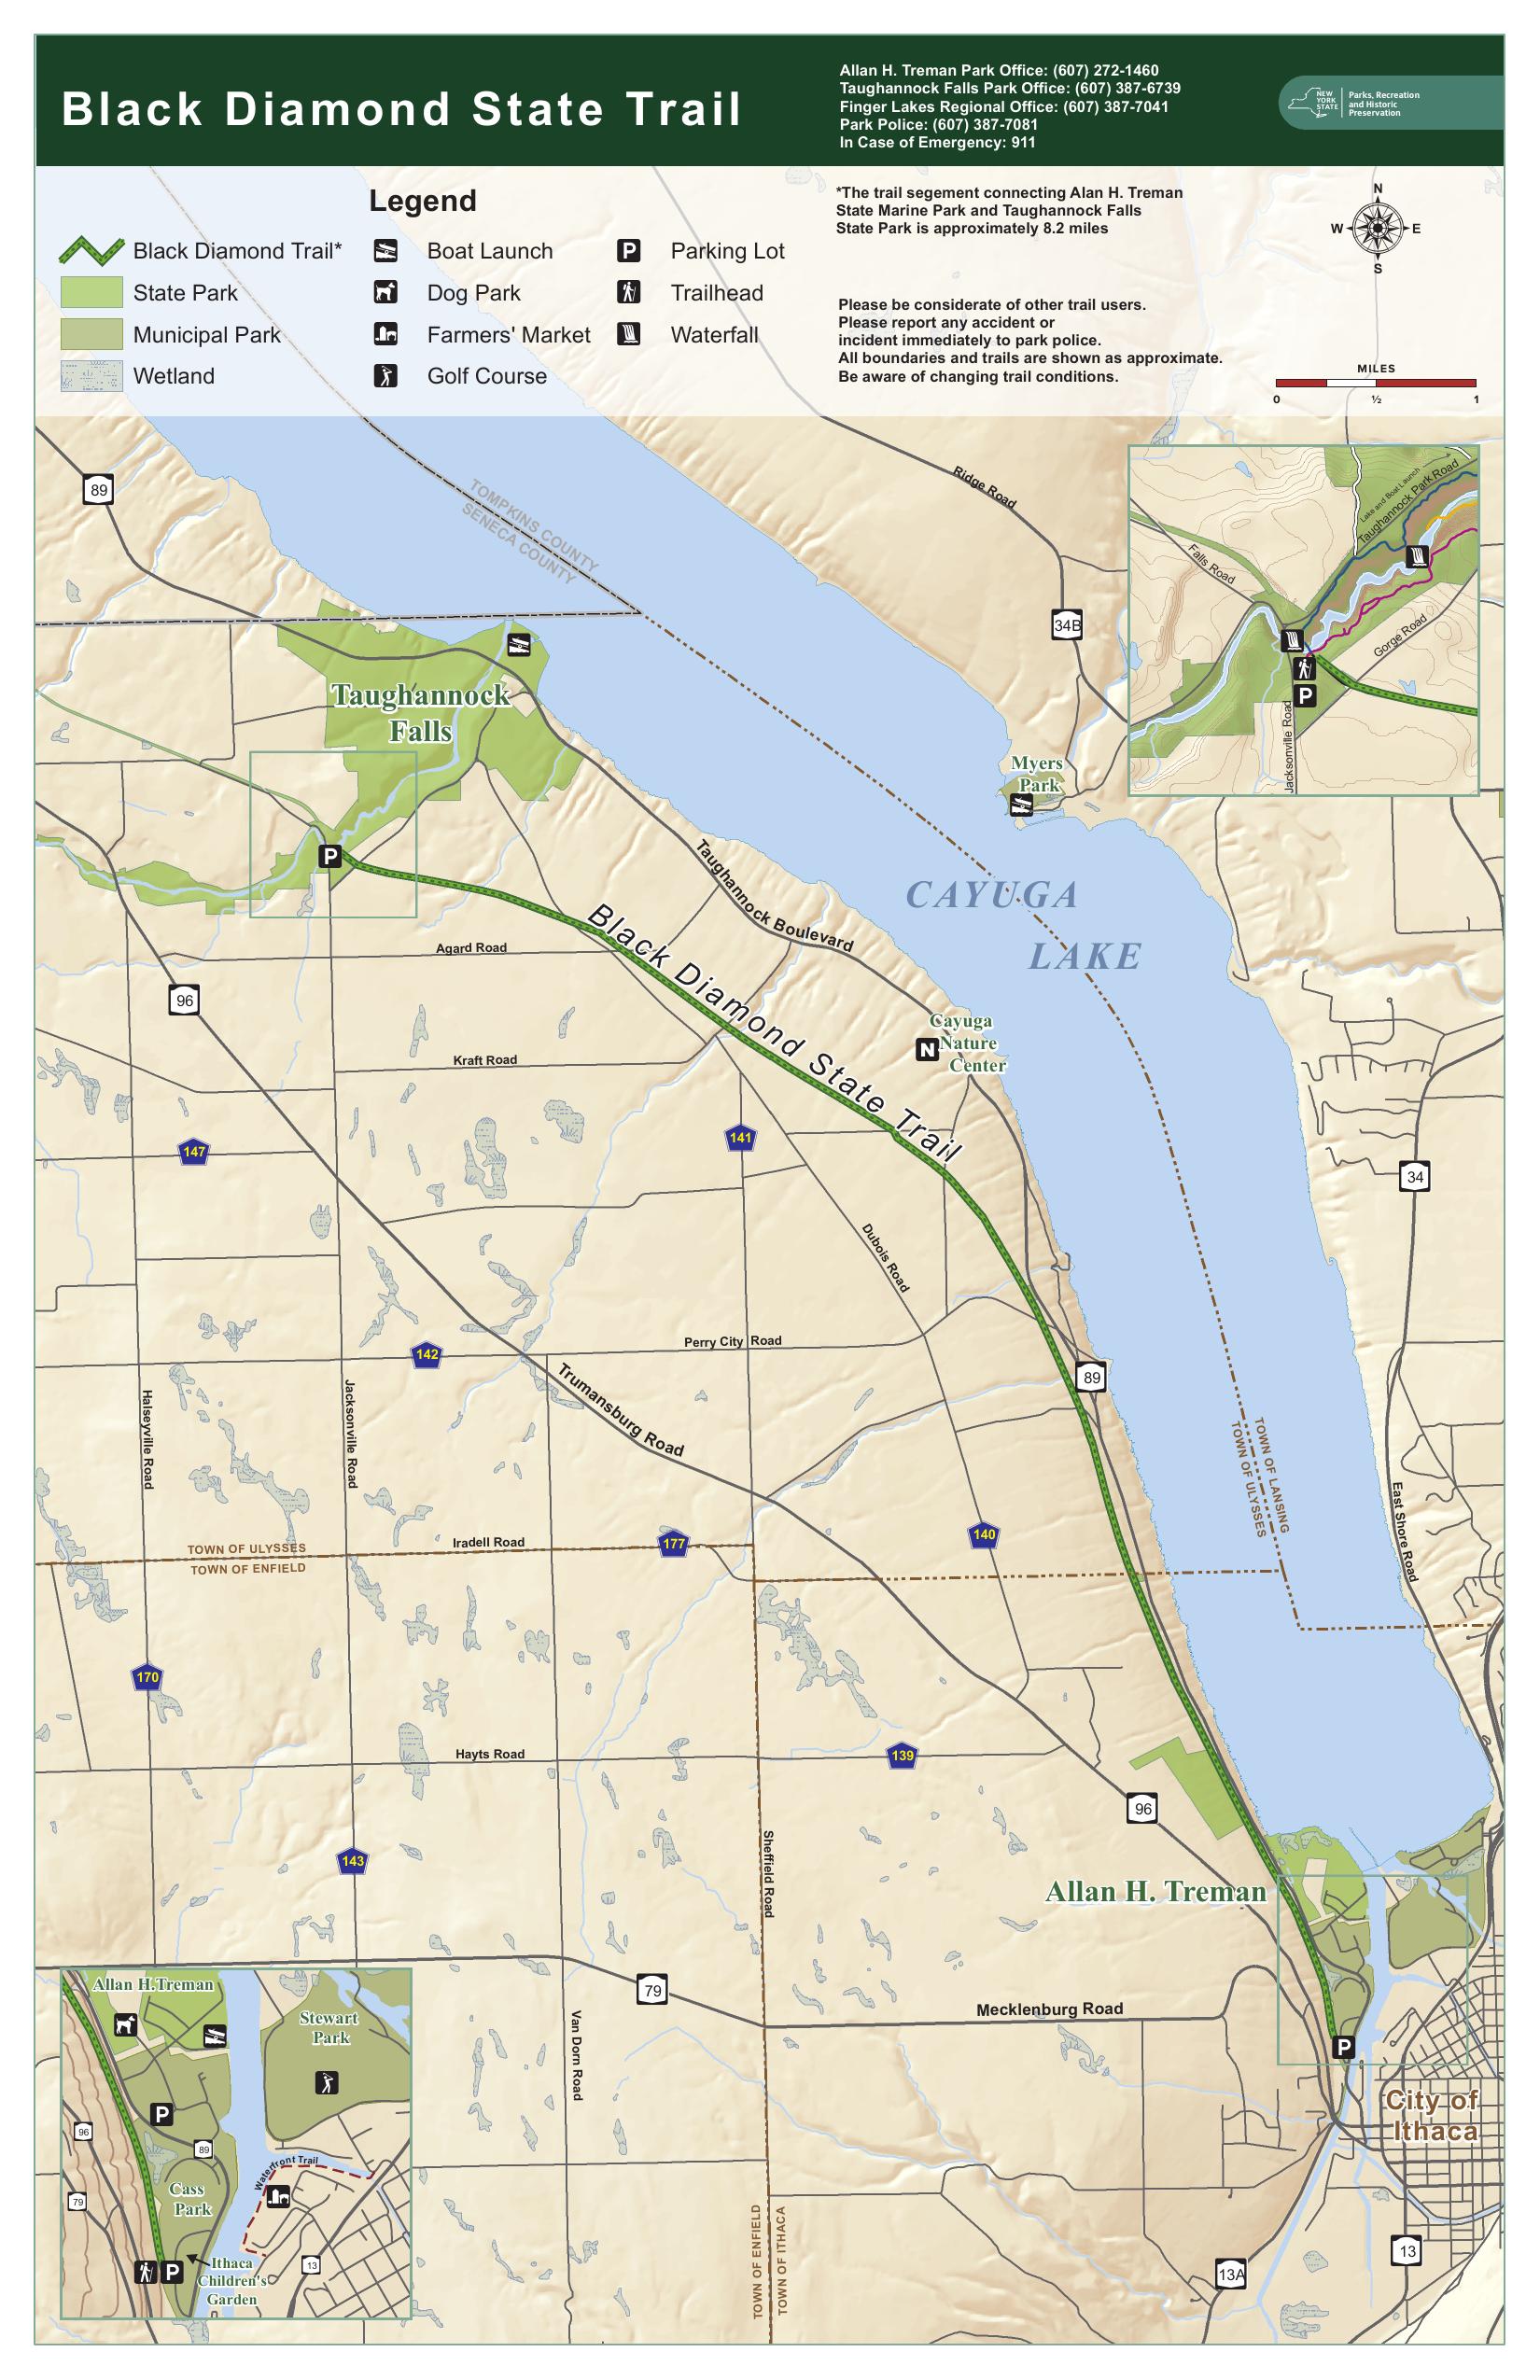 Black Diamond State Trail
Allan H. Treman Park Office: (607) 272-1460
Taughannock Falls Park Office: (607) 387-6739
Finger Lakes Regional Office: (607) 387-7041
Park Police: (607) 387-7081
In Case of Emergency: 911
NEW
YORK
STATE
Parks, Recreation
and Historic
Preservation
Legend
Black Diamond Trail*
State Park
Municipal Park
Wetland
Boat Launch
Dog Park
Farmers' Market
Golf Course
P Parking Lot
Trailhead
Waterfall
*The trail segement connecting Alan H. Treman
State Marine Park and Taughannock Falls
State Park is approximately 8.2 miles
Please be considerate of other trail users.
Please report any accident or
incident immediately to park police.
All boundaries and trails are shown as approximate.
Be aware of changing trail conditions.
N
W
E
S
MILES
0
½
1
89
TOMPKINS COUNTY
SENECA COUNTY
Ridge Road
34B
Lake and Boat Launch
Taughannock Park Road
Falls Road
Gorge Road
P
Jacksonville Road
Taughannock
Falls
Myers
Park
P
Taughannock Boulevard
CAYUGA
LAKE
Black Diamond State Trail
Agard Road
96
Cayuga
Nature
Center
N
Kraft Road
147
141
34
Dubois Road
Perry City Road
142
89
Trumansburg Road
Halseyville Road
Jacksonville Road
TOWN OF LANSING
TOWN OF ULYSSES
East Shore Road
TOWN OF ULYSSES
TOWN OF ENFIELD
Iradell Road
177
140
170
Hayts Road
139
96
143
Sheffield Road
Allan H. Treman
79
Mecklenburg Road
Van Dorn Road
P
City of
Ithaca
TOWN OF ENFIELD
TOWN OF ITHACA
13A
13
Allan H.Treman
Stewart
Park
P
96
89
Waterfront Trail
Cass
Park
79
P
Ithaca
Children's
Garden
13